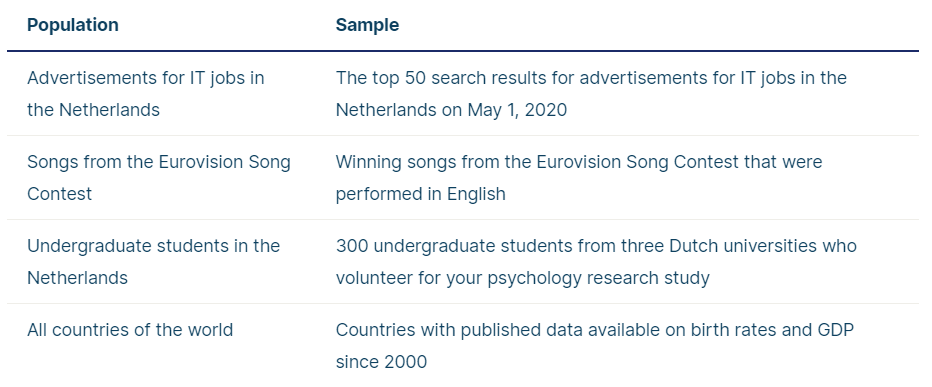 Population Sample
Advertisements for IT jobs in The top 50 search results for advertisements for IT jobs in the
the Netherlands Netherlands on May 1, 2020
Songs from the Eurovision Song Winning songs from the Eurovision Song Contest that were
Contest performed in English
Undergraduate students in the 300 undergraduate students from three Dutch universities who
Netherlands volunteer for your psychology research study
All countries of the world Countries with published data available on birth rates and GDP
since 2000